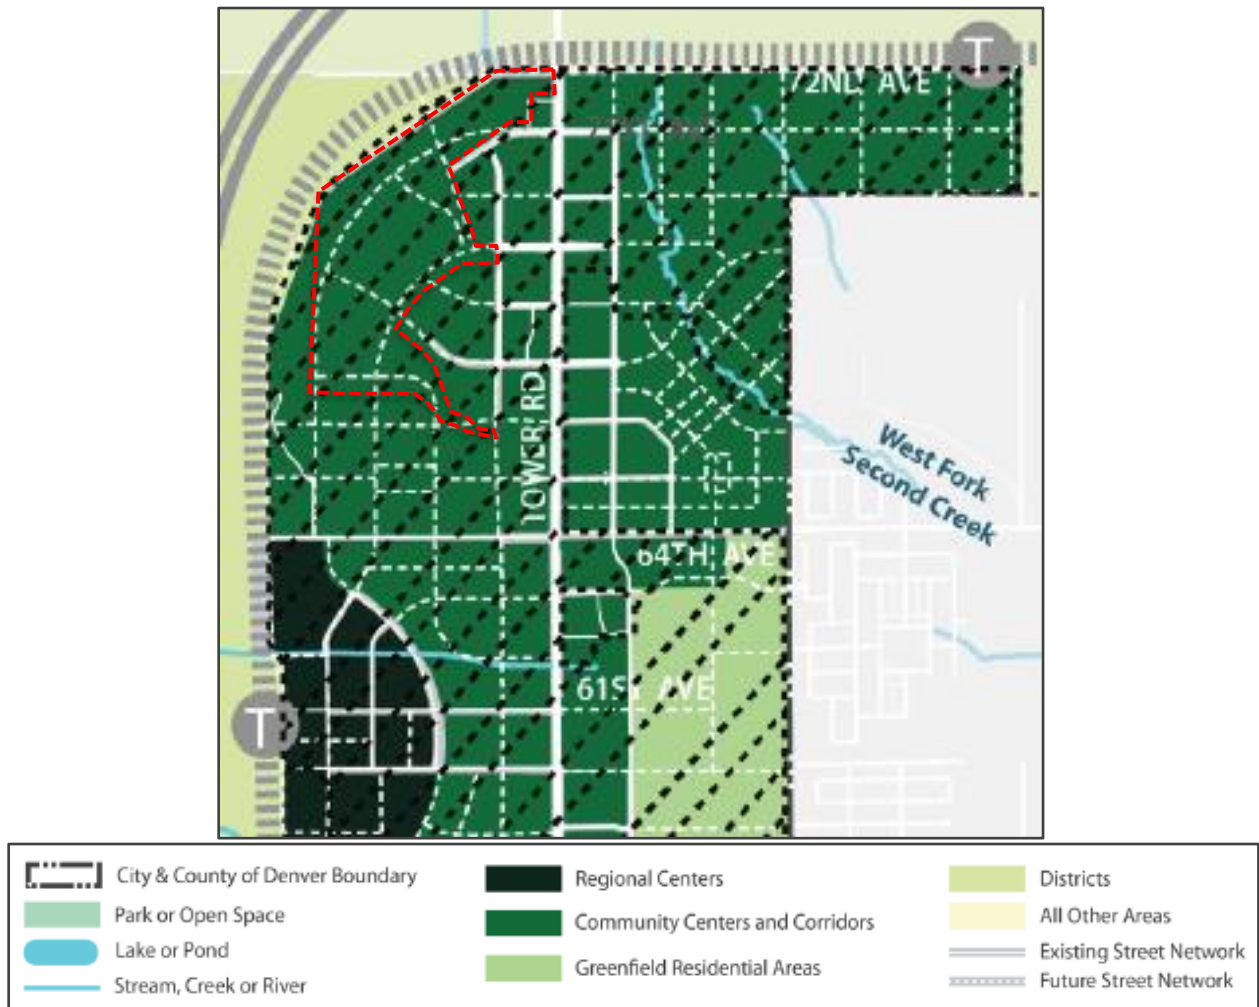 T
72ND AVE
TOWER RD
West Fork
Second Creek
64TH AVE
61ST AVE
T
City & County of Denver Boundary
Park or Open Space
Lake or Pond
Stream, Creek or River
Regional Centers
Community Centers and Corridors
Greenfield Residential Areas
Districts
All Other Areas
Existing Street Network
Future Street Network